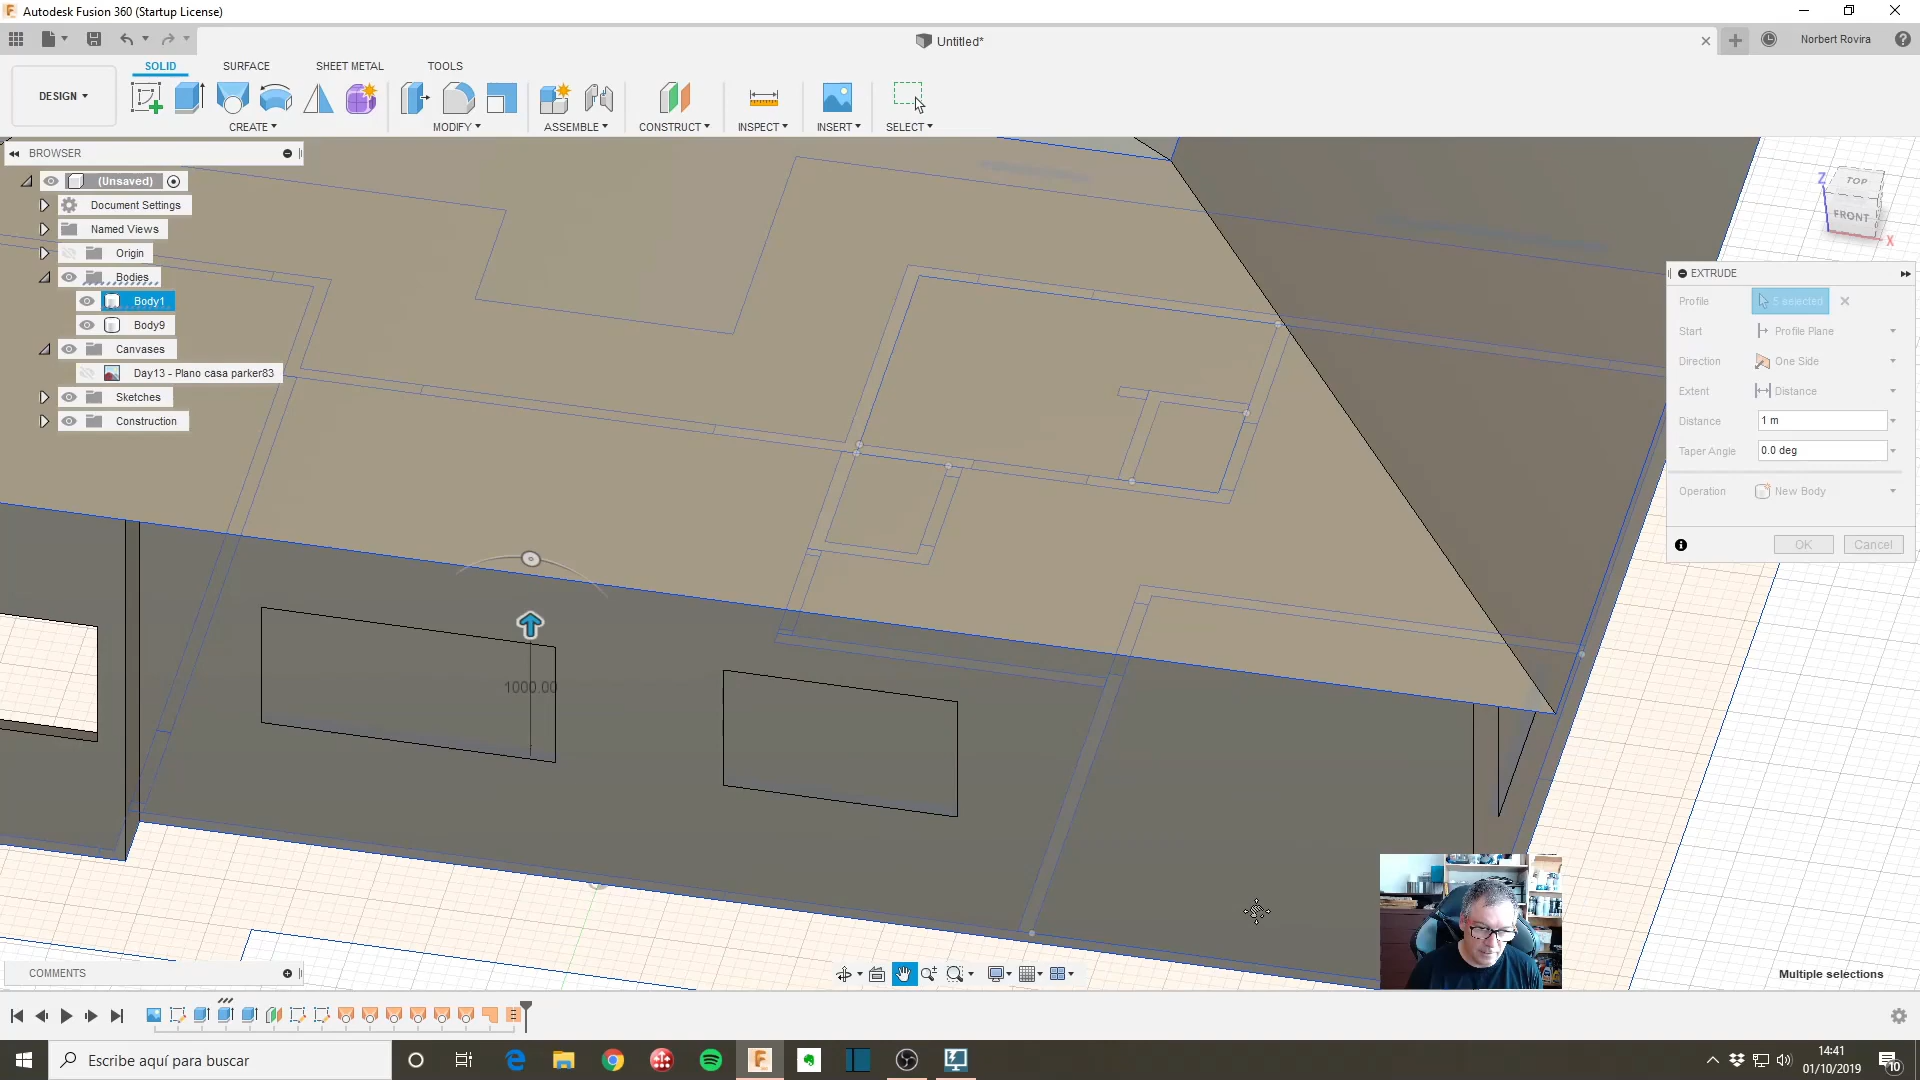 Autodesk Fusion 360 (Startup License)
Untitled*
Norbert Rovira
SOLID
SURFACE
SHEET METAL
TOOLS
DESIGN
CREATE
MODIFY
ASSEMBLE
CONSTRUCT
INSPECT
INSERT
SELECT
BROWSER
(Unsaved)
Document Settings
Named Views
Origin
Bodies
Body1
Body9
Canvases
Day13 - Plano casa parker83
Sketches
Construction
TOP
FRONT
Z
X
EXTRUDE
Profile
5 selected
Start
Profile Plane
Direction
One Side
Extent
Distance
Distance
1 m
Taper Angle
0.0 deg
Operation
New Body
OK
Cancel
1000.00
COMMENTS
Multiple selections
Escribe aquí para buscar
14:41
01/10/2019
10